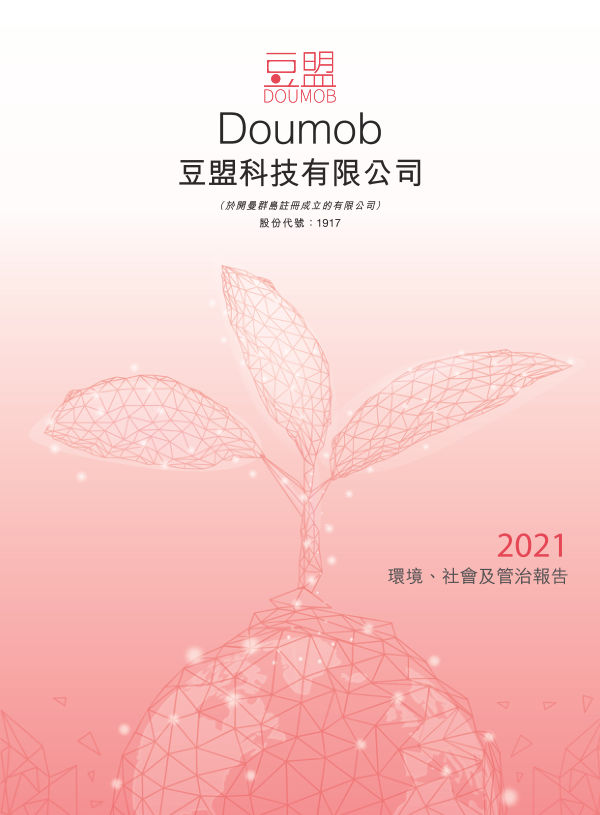 豆盟
DOUMOB
Doumob
豆盟科技有限公司
（於開曼群島註冊成立的有限公司）
股份代號：1917
2021
環境、社會及管治報告